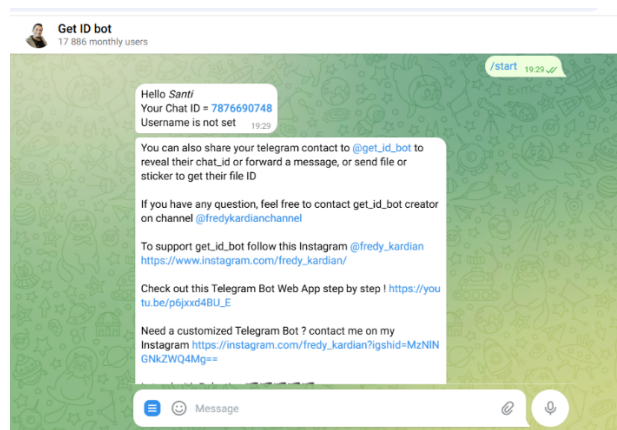 Get ID bot
17 886 monthly users
/start 19:29
Hello Santi
Your Chat ID = 7876690748
Username is not set 19:29
You can also share your telegram contact to @get_id_bot to
reveal their chat_id or forward a message, or send file or
sticker to get their file ID
If you have any question, feel free to contact get_id_bot creator
on channel @fredykardianchannel
To support get_id_bot follow this Instagram @fredy_kardian
https://www.instagram.com/fredy_kardian/
Check out this Telegram Bot Web App step by step ! https://you
tu.be/p6jxxd4BU_E
Need a customized Telegram Bot ? contact me on my
Instagram https://instagram.com/fredy_kardian?igshid=MzNlN
GNkZWQ4Mg==
Message